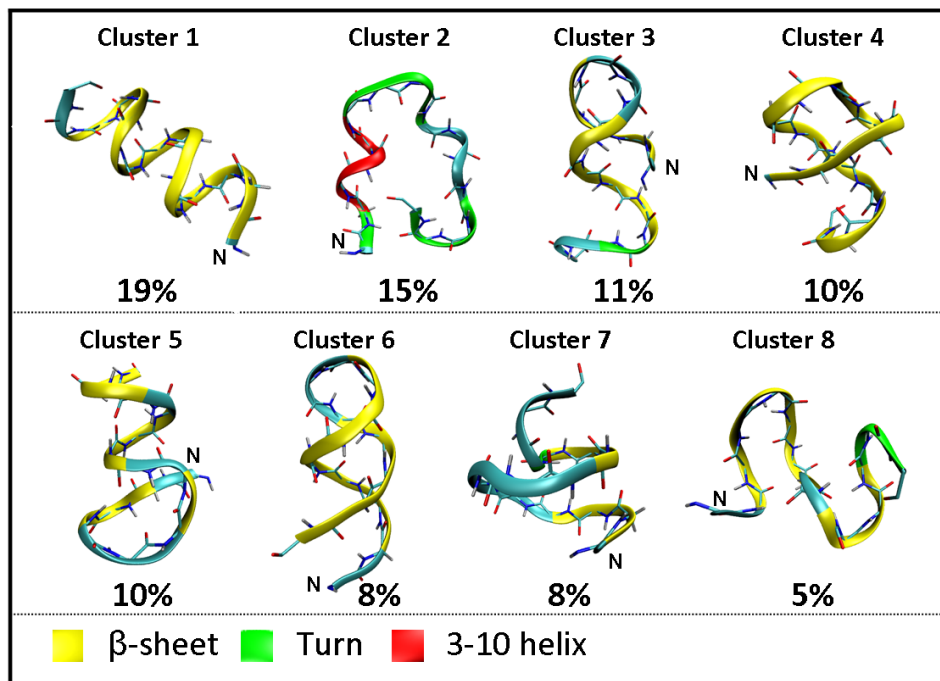 Cluster 1 Cluster 2 Cluster 3 Cluster 4
N N N N
19% 15% 11% 10%
Cluster 5 Cluster 6 Cluster 7 Cluster 8
N N N N
10% 8% 8% 5%
β-sheet Turn 3-10 helix